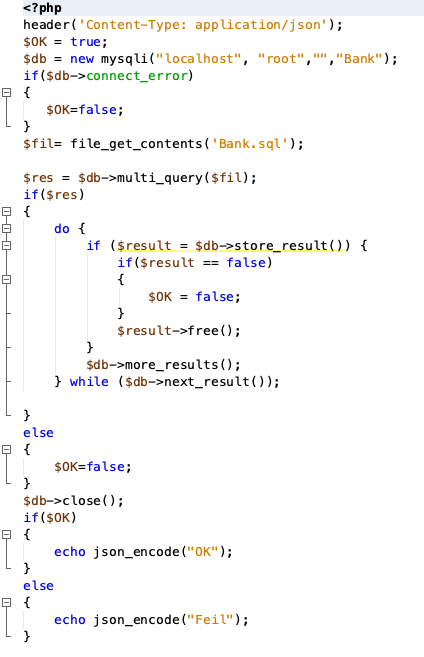 <?php
header('Content-Type: application/json');
$OK = true;
$db = new mysqli("localhost", "root","","Bank");
if($db->connect_error)
{
   $OK=false;
}
$fil= file_get_contents('Bank.sql');

$res = $db->multi_query($fil);
if($res)
{
    do {
        if ($result = $db->store_result()) {
            if($result == false)
            {
                $OK = false;
            }
            $result->free();
        }
        $db->more_results();
    } while ($db->next_result());

}
else
{
    $OK=false;
}
$db->close();
if($OK)
{
    echo json_encode("OK");
}
else
{
    echo json_encode("Feil");
}